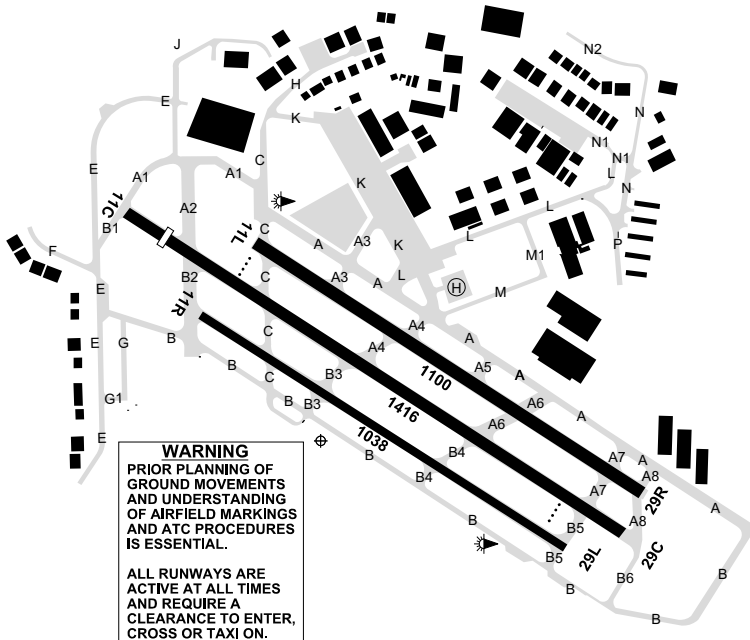 N2
J
H
E
N
K
A1
C
N1
N1
E
A1
L
N
K
11C
A2
L
B1
C
11L
A
A3
K
L
P
F
M1
B2
C
A3
L
A
H
M
E
11R
A4
A
C
E
G
B
A4
B
1100
A5
A
B3
C
G1
B
B3
1416
A6
A
A6
E
1038
B
B4
B4
A7
A
A8
A7
29R
A
B
B5
A8
29C
B5
29L
B6
B
B
B
WARNING
PRIOR PLANNING OF
GROUND MOVEMENTS
AND UNDERSTANDING
OF AIRFIELD MARKINGS
AND ATC PROCEDURES
IS ESSENTIAL.
ALL RUNWAYS ARE
ACTIVE AT ALL TIMES
AND REQUIRE A
CLEARANCE TO ENTER,
CROSS OR TAXI ON.